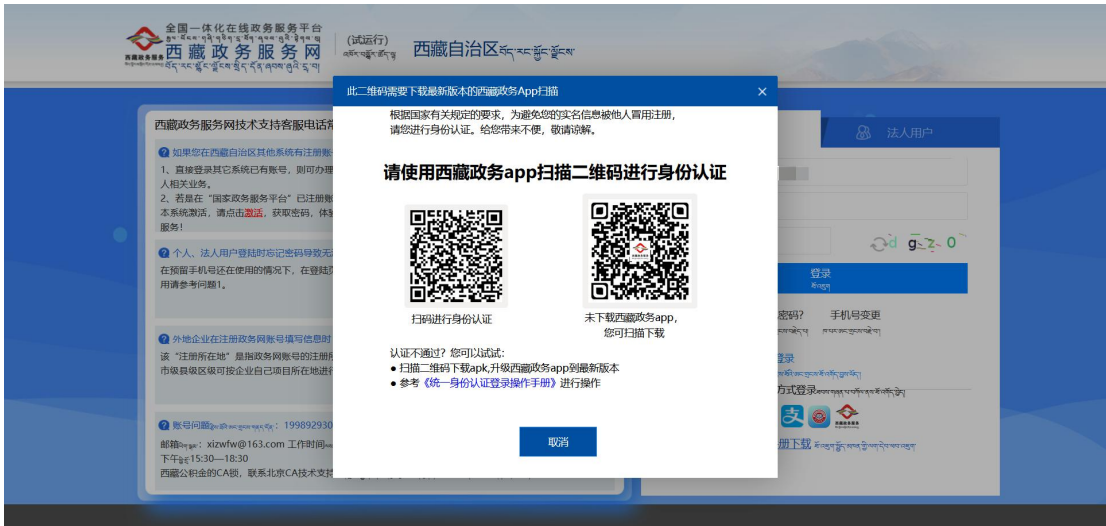 全国一体化在线政务服务平台
西藏政务服务网
(试运行)
西藏自治区
此二维码需要下载最新版本的西藏政务App扫描
根据国家有关规定的要求，为避免您的实名信息被他人冒用注册，
请您进行身份认证。给您带来不便，敬请谅解。
请使用西藏政务app扫描二维码进行身份认证
扫码进行身份认证
未下载西藏政务app，
您可扫描下载
认证不通过？您可以试试：
● 扫描二维码下载apk,升级西藏政务app到最新版本
● 参考《统一身份认证登录操作手册》进行操作
取消
西藏政务服务网技术支持客服电话
如果您在西藏自治区其他系统有注册账
1、直接登录其它系统已有账号，则可办理
人相关业务。
2、若是在“国家政务服务平台”已注册账
本系统激活，请点击激活，获取密码，体验
服务！
个人、法人用户登陆时忘记密码导致无
在预留手机号还在使用的情况下，在登陆页
用请参考问题1。
外地企业在注册政务网账号填写信息时
该“注册所在地”是指政务网账号的注册所
市级县级区级可按企业自己项目所在地进行
账号问题 ：199892930
邮箱 ：xizwfw@163.com 工作时间
下午 15:30—18:30
西藏公积金的CA锁，联系北京CA技术支持
法人用户
d g z 0
登录
密码？ 手机号变更
登录
方式登录
册下载